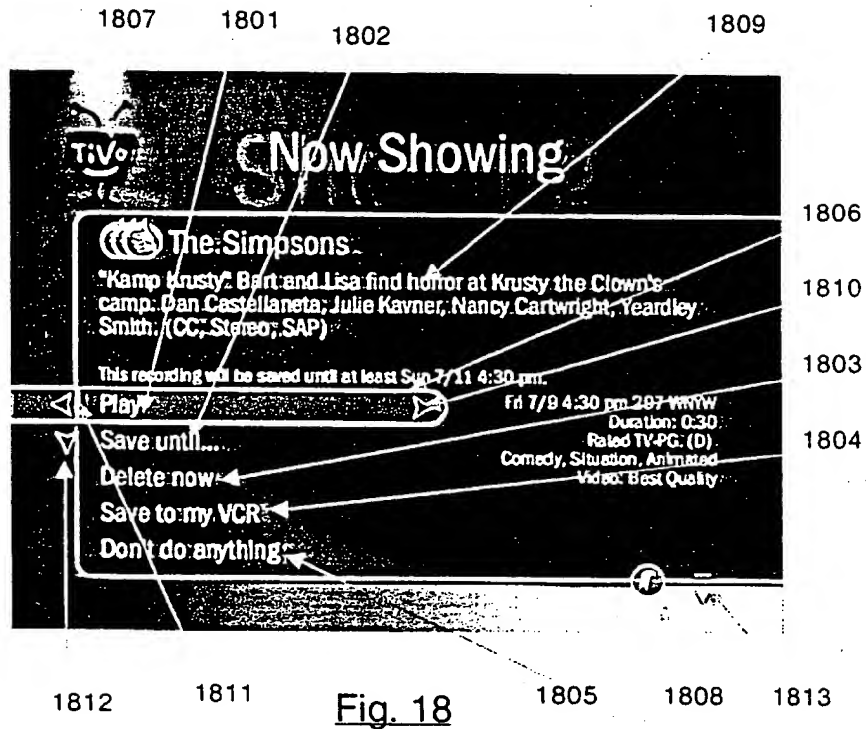 1807 1801 1802 1809
TiVo
Now Showing
1806
The Simpsons
"Kamp Krusty" Bart and Lisa find horror at Krusty the Clown's
1810
camp. Dan Castellaneta, Julie Kavner, Nancy Cartwright, Yeardley
Smith. (CC, Stereo, SAP)
1803
This recording will be saved until at least Sun 7/11 4:30 pm.
Play
Fri 7/9 4:30 pm 297 WNYW
Save until...
Duration: 0:30
1804
Rated TV-PG (D)
Delete now
Comedy, Situation, Animated
Video: Best Quality
Save to my VCR
Don't do anything
1812 1811 1805 1808 1813
Fig. 18